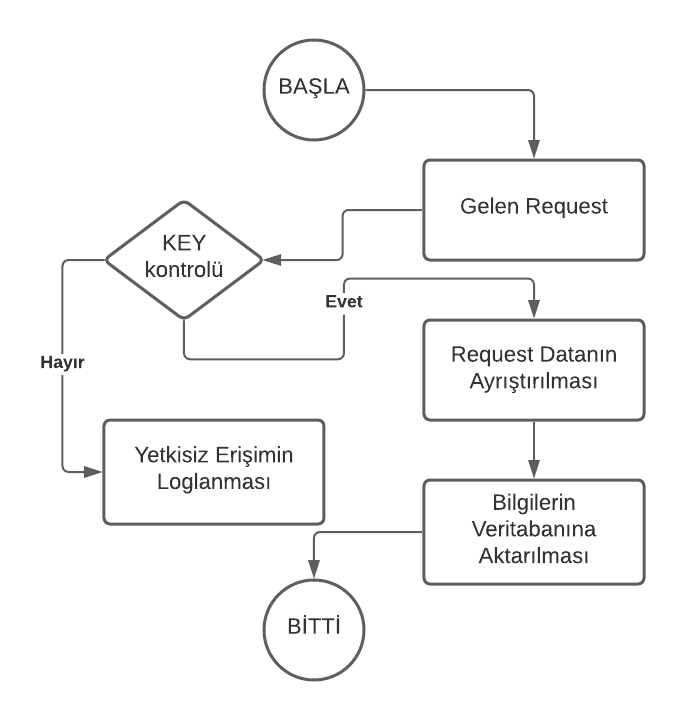 BAŞLA
Gelen Request
KEY
kontrolü
Evet
Hayır
Request Datanın
Ayrıştırılması
Yetkisiz Erişimin
Loglanması
Bilgilerin
Veritabanına
Aktarılması
BİTTİ